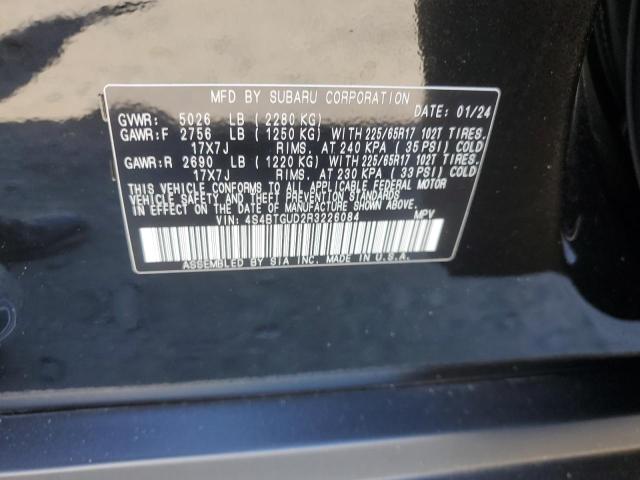 MFD BY SUBARU CORPORATION
DATE: 01/24
GVWR: 5026 LB (2280 KG)
GAWR:F 2756 LB (1250 KG) WITH 225/65R17 102T TIRES.
17X7J RIMS. AT 240 KPA (35 PSI) COLD
GAWR:R 2690 LB (1220 KG) WITH 225/65R17 102T TIRES.
17X7J RIMS. AT 230 KPA (33 PSI) COLD
THIS VEHICLE CONFORMS TO ALL APPLICABLE FEDERAL MOTOR
VEHICLE SAFETY AND THEFT PREVENTION STANDARDS
IN EFFECT ON THE DATE OF MANUFACTURE SHOWN ABOVE.
VIN: 4S4BTGUD2R3226084 MPV
ASSEMBLED BY SIA INC. MADE IN U.S.A.